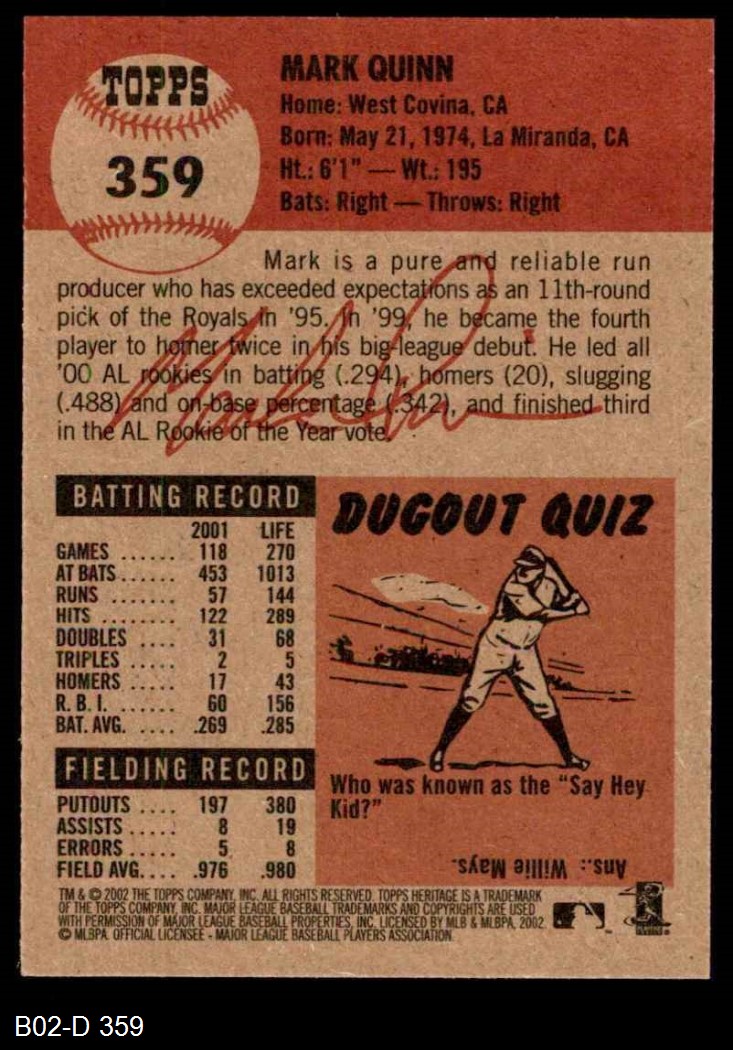 TOPPS
359
MARK QUINN
Home: West Covina, CA
Born: May 21, 1974, La Miranda, CA
Ht.: 6'1" — Wt.: 195
Bats: Right — Throws: Right
Mark is a pure and reliable run
producer who has exceeded expectations as an 11th-round
pick of the Royals in '95. In '99, he became the fourth
player to homer twice in his big-league debut. He led all
'00 AL rookies in batting (.294), homers (20), slugging
(.488) and on-base percentage (.342), and finished third
in the AL Rookie of the Year vote.
Mark Quinn
BATTING RECORD
2001 LIFE
GAMES ...... 118 270
AT BATS...... 453 1013
RUNS ........ 57 144
HITS ......... 122 289
DOUBLES .... 31 68
TRIPLES ..... 2 5
HOMERS ..... 17 43
R. B. I. ...... 60 156
BAT. AVG. .... .269 .285
FIELDING RECORD
PUTOUTS .... 197 380
ASSISTS ..... 8 19
ERRORS ..... 5 8
FIELD AVG.... .976 .980
DUGOUT QUIZ
Who was known as the "Say Hey
Kid?"
Ans.: Willie Mays.
TM & © 2002 THE TOPPS COMPANY, INC. ALL RIGHTS RESERVED. TOPPS HERITAGE IS A TRADEMARK
OF THE TOPPS COMPANY, INC. MAJOR LEAGUE BASEBALL TRADEMARKS AND COPYRIGHTS ARE USED
WITH PERMISSION OF MAJOR LEAGUE BASEBALL PROPERTIES, INC. LICENSED BY MLB & MLBPA, 2002.
© MLBPA. OFFICIAL LICENSEE - MAJOR LEAGUE BASEBALL PLAYERS ASSOCIATION.
B02-D 359